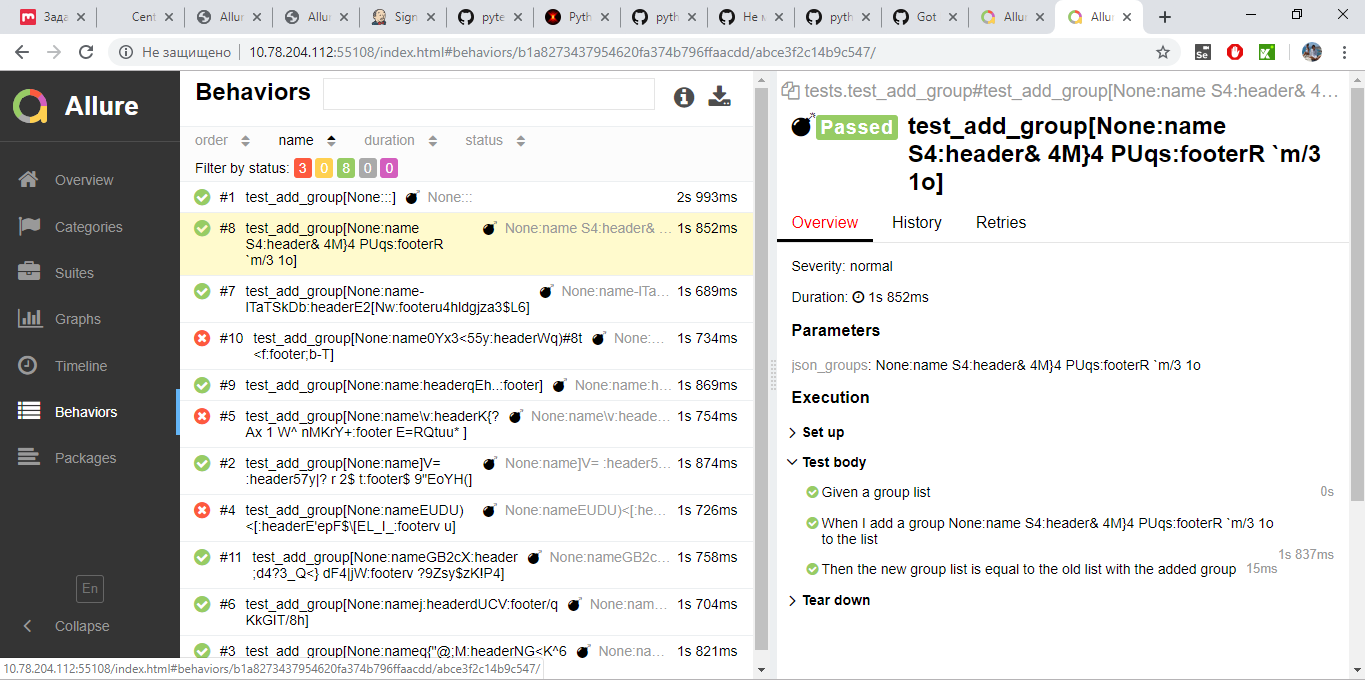 Зада
Cent
Allur
Allur
Sign
pyte
Pyth
pyth
Не м
pyth
Got
Allur
Allur
Не защищено
10.78.204.112:55108/index.html#behaviors/b1a8273437954620fa374b796ffaacdd/abce3f2c14b9c547/
Allure
Overview
Categories
Suites
Graphs
Timeline
Behaviors
Packages
En
Collapse
Behaviors
order name duration status
Filter by status: 3 0 8 0 0
#1 test_add_group[None:::] None::: 2s 993ms
#8 test_add_group[None:name None:name S4:header& ... 1s 852ms
S4:header& 4M}4 PUqs:footerR
`m/3 1o]
#7 test_add_group[None:name- None:name-ITa... 1s 689ms
ITaTSkDb:headerE2[Nw:footeru4hldgjza3$L6]
#10 test_add_group[None:name0Yx3<55y:headerWq)#8t None:... 1s 734ms
<f:footer;b-T]
#9 test_add_group[None:name:headerqEh..:footer] None:name:h... 1s 869ms
#5 test_add_group[None:name\v:headerK{? None:name\v:heade... 1s 754ms
Ax 1 W^ nMKrY+:footer E=RQtuu* ]
#2 test_add_group[None:name]V= None:name]V= :header5... 1s 874ms
:header57y|? r 2$ t:footer$ 9"EoYH(]
#4 test_add_group[None:nameEUDU) None:nameEUDU)<[:he... 1s 726ms
<[:headerE'epF$\[EL_I_:footerv u]
#11 test_add_group[None:nameGB2cX:header None:nameGB2c... 1s 758ms
;d4?3_Q<} dF4|jW:footerv ?9Zsy$zK!P4]
#6 test_add_group[None:namej:headerdUCV:footer/q None:nam... 1s 704ms
KkGIT/8h]
#3 test_add_group[None:nameq{"@;M:headerNG<K^6 None:na... 1s 821ms
10.78.204.112:55108/index.html#behaviors/b1a8273437954620fa374b796ffaacdd/abce3f2c14b9c547/
tests.test_add_group#test_add_group[None:name S4:header& 4...
Passed test_add_group[None:name
S4:header& 4M}4 PUqs:footerR `m/3
1o]
Overview History Retries
Severity: normal
Duration: 1s 852ms
Parameters
json_groups: None:name S4:header& 4M}4 PUqs:footerR `m/3 1o
Execution
Set up
Test body
Given a group list 0s
When I add a group None:name S4:header& 4M}4 PUqs:footerR `m/3 1o
to the list
1s 837ms
Then the new group list is equal to the old list with the added group 15ms
Tear down